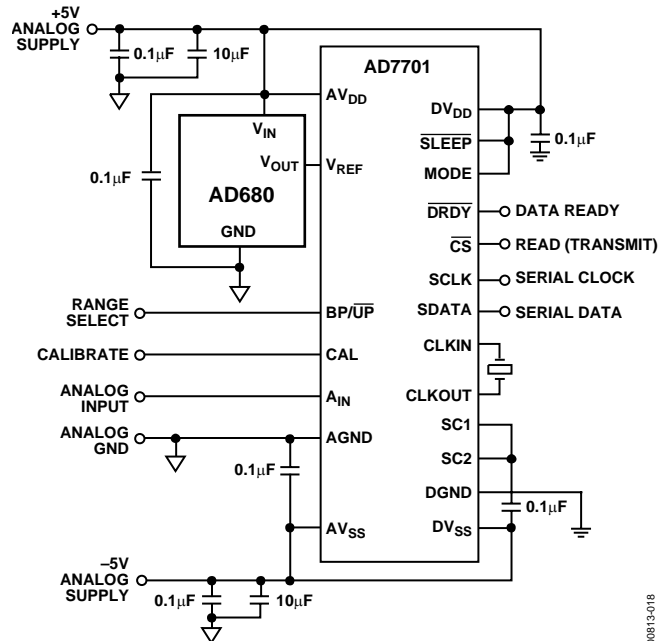 +5V
ANALOG
SUPPLY
0.1µF
10µF
AD7701
AVDD
DVDD
VIN
SLEEP
0.1µF
VOUT
VREF
MODE
0.1µF
AD680
DRDY
DATA READY
GND
CS
READ (TRANSMIT)
SCLK
SERIAL CLOCK
RANGE
SELECT
BP/UP
SDATA
SERIAL DATA
CALIBRATE
CAL
CLKIN
ANALOG
INPUT
AIN
CLKOUT
ANALOG
GND
AGND
SC1
0.1µF
SC2
DGND
0.1µF
AVSS
DVSS
–5V
ANALOG
SUPPLY
0.1µF
10µF
00813-018